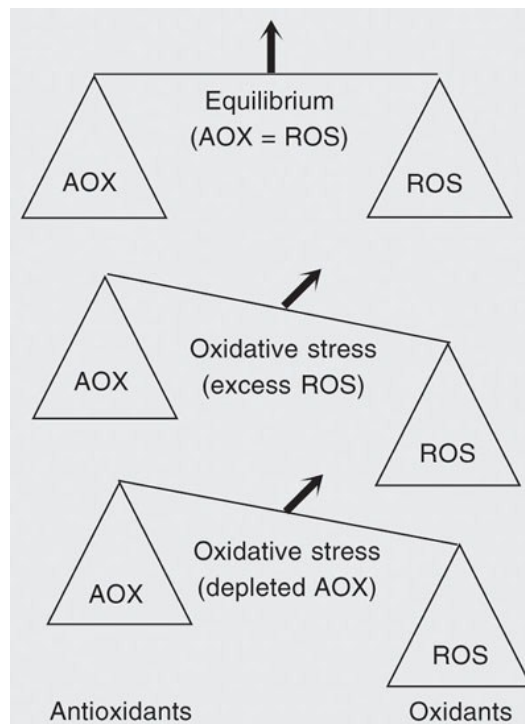 Equilibrium
(AOX = ROS)
AOX
ROS
Oxidative stress
(excess ROS)
AOX
ROS
Oxidative stress
(depleted AOX)
AOX
ROS
Antioxidants
Oxidants